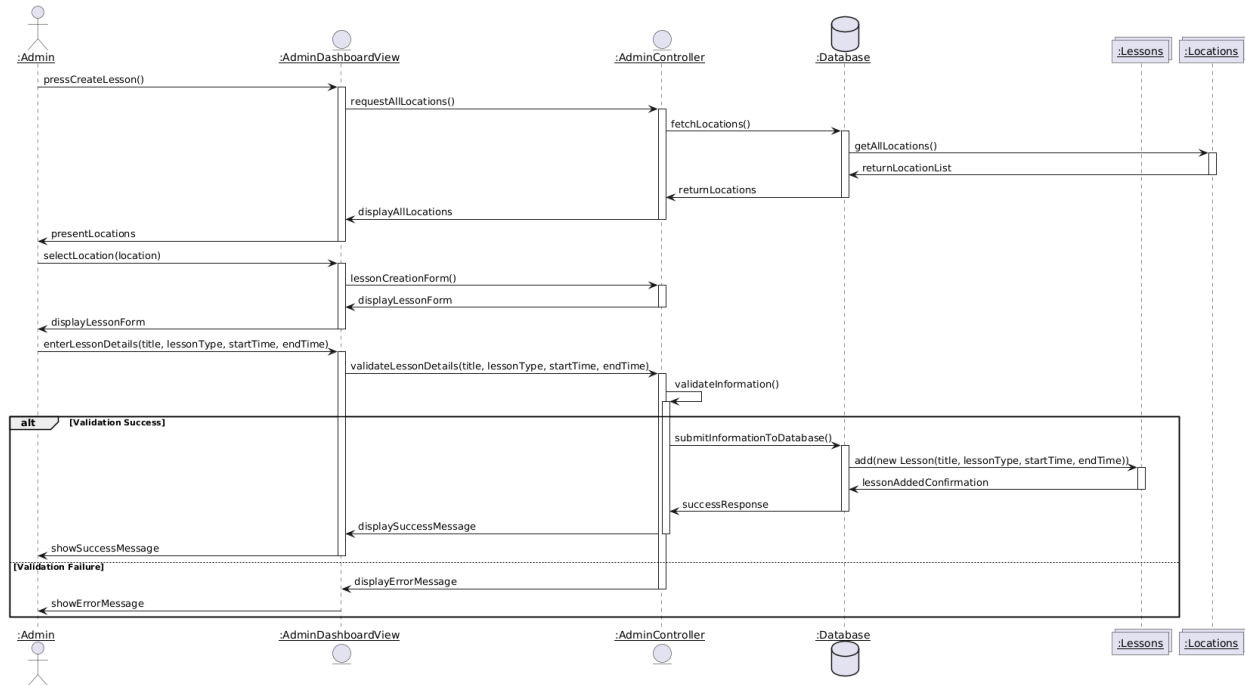 :Admin
:AdminDashboardView
:AdminController
:Database
:Lessons
:Locations
pressCreateLesson()
requestAllLocations()
fetchLocations()
getAllLocations()
returnLocationList
returnLocations
displayAllLocations
presentLocations
selectLocation(location)
lessonCreationForm()
displayLessonForm
displayLessonForm
enterLessonDetails(title, lessonType, startTime, endTime)
validateLessonDetails(title, lessonType, startTime, endTime)
validateInformation()
alt [Validation Success]
submitInformationToDatabase()
add(new Lesson(title, lessonType, startTime, endTime))
lessonAddedConfirmation
successResponse
displaySuccessMessage
showSuccessMessage
[Validation Failure]
displayErrorMessage
showErrorMessage
:Admin
:AdminDashboardView
:AdminController
:Database
:Lessons
:Locations